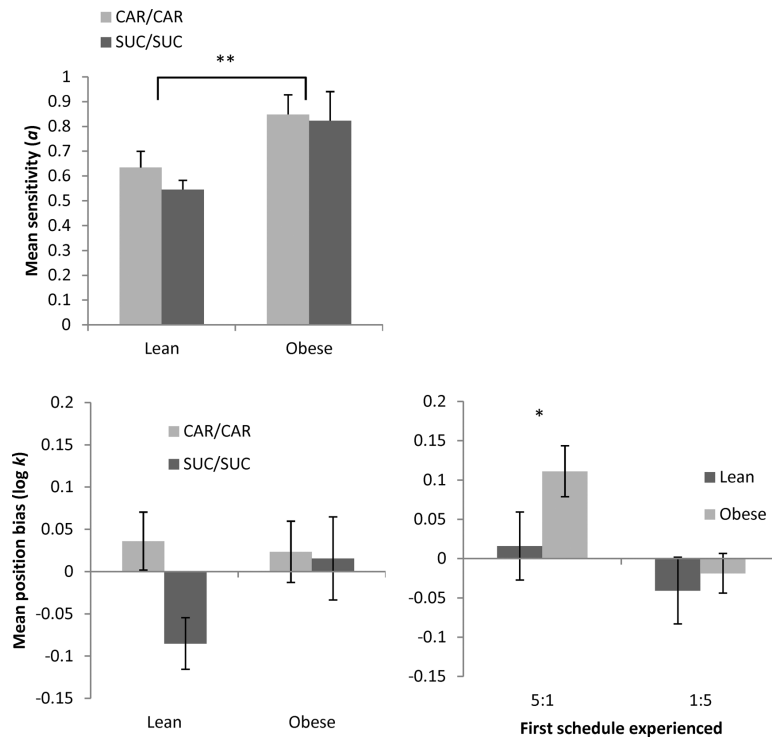 CAR/CAR
SUC/SUC
**
Mean sensitivity (a)
1
0.9
0.8
0.7
0.6
0.5
0.4
0.3
0.2
0.1
0
Lean Obese
Mean position bias (log k)
0.2
0.15
0.1
0.05
0
-0.05
-0.1
-0.15
CAR/CAR
SUC/SUC
Lean Obese
0.2
0.15
0.1
0.05
0
-0.05
-0.1
-0.15
*
Lean
Obese
5:1 1:5
First schedule experienced